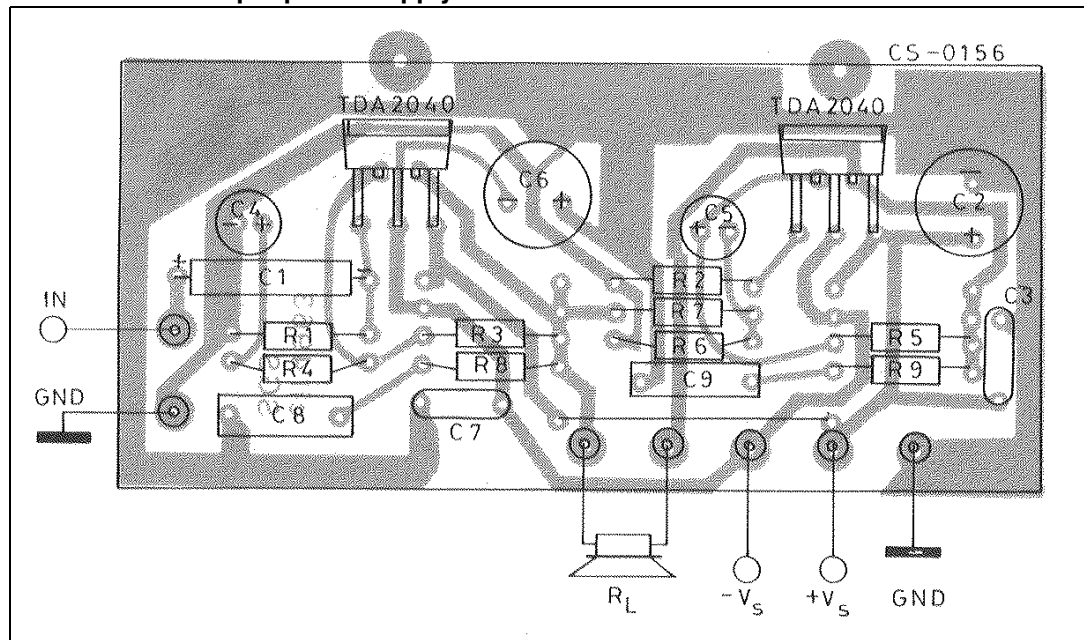 CS-0156
TDA2040
TDA2040
C6
C2
C4
C5
C1
R2
C3
IN
R7
R1
R3
R6
R5
R4
R8
C9
R9
GND
C8
C7
RL
-Vs
+Vs
GND